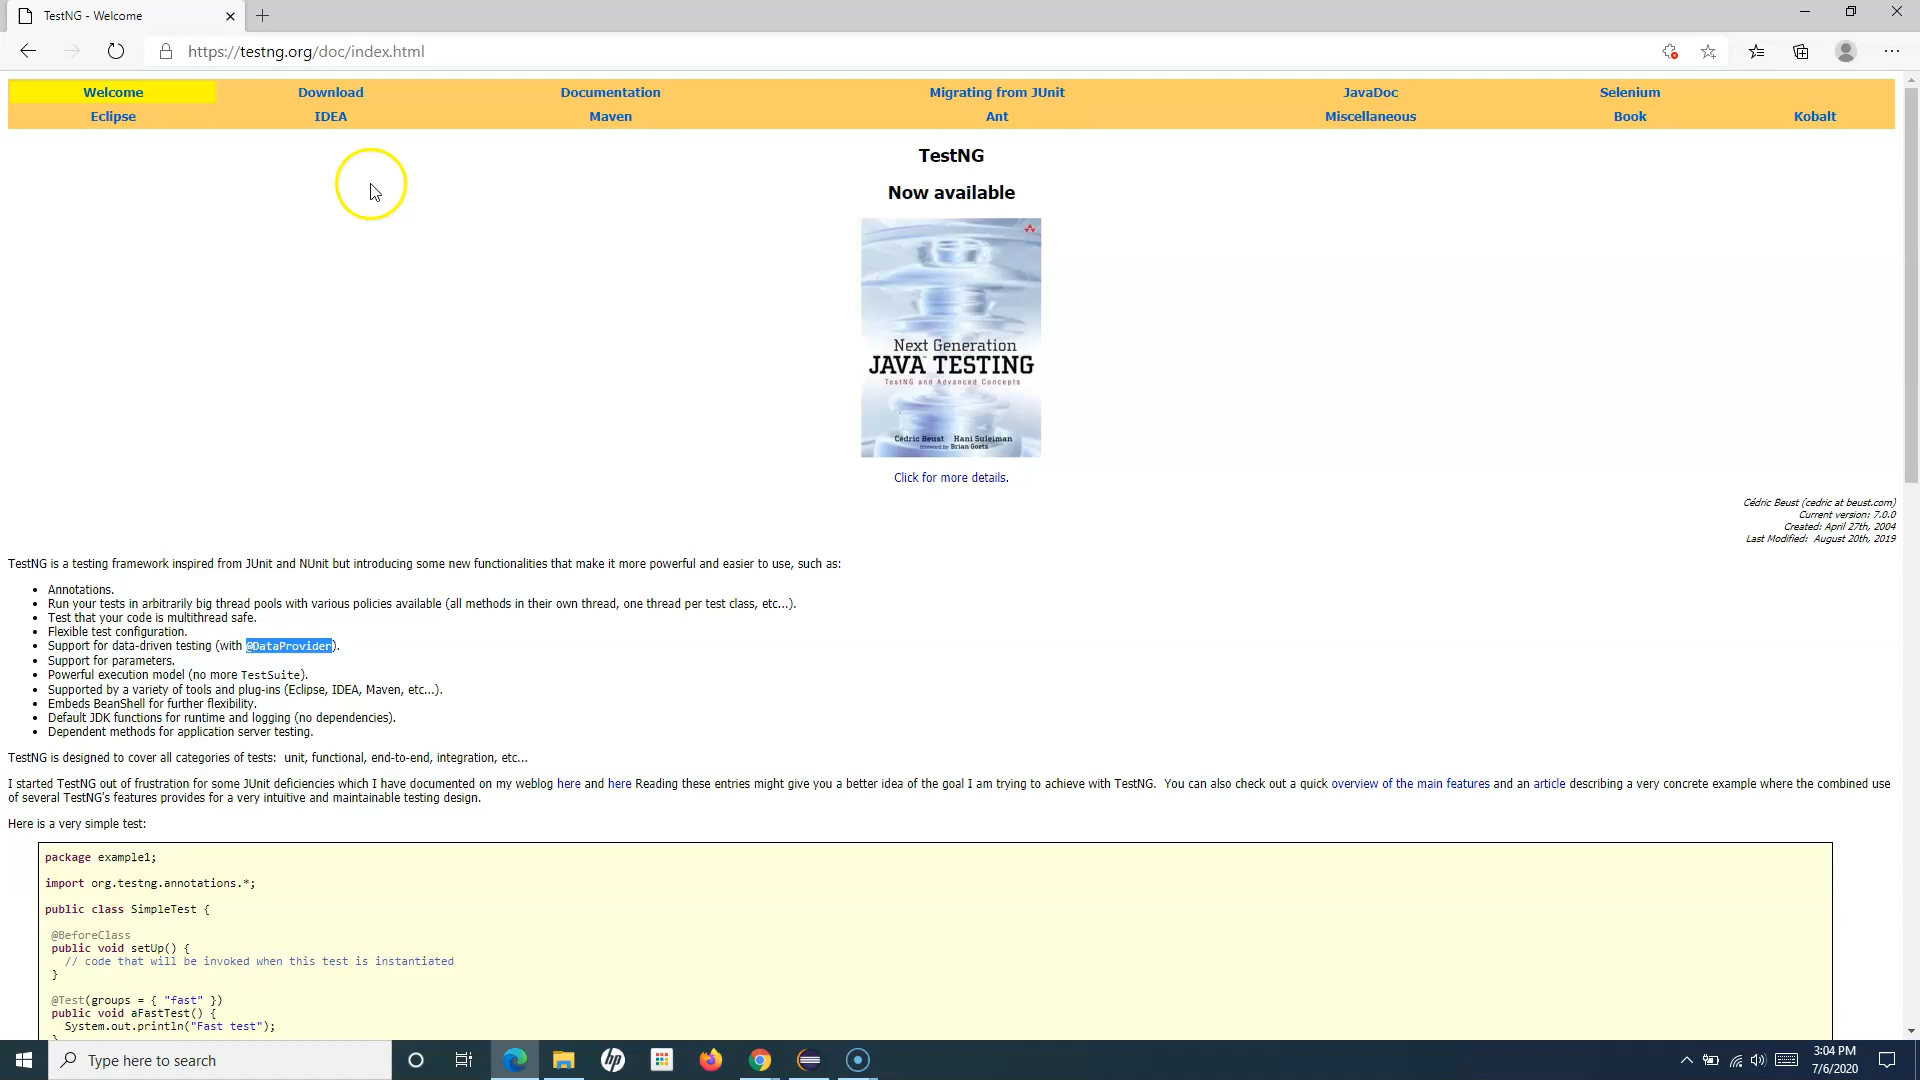 TestNG - Welcome
https://testng.org/doc/index.html
Welcome Download Documentation Migrating from JUnit JavaDoc Selenium
Eclipse IDEA Maven Ant Miscellaneous Book Kobalt
TestNG
Now available
Next Generation
JAVA TESTING
TestNG and Advanced Concepts
Cédric Beust Hani Suleiman
Foreword by Brian Goetz
Click for more details.
Cédric Beust (cedric at beust.com)
Current version: 7.0.0
Created: April 27th, 2004
Last Modified: August 20th, 2019
TestNG is a testing framework inspired from JUnit and NUnit but introducing some new functionalities that make it more powerful and easier to use, such as:
• Annotations.
• Run your tests in arbitrarily big thread pools with various policies available (all methods in their own thread, one thread per test class, etc...).
• Test that your code is multithread safe.
• Flexible test configuration.
• Support for data-driven testing (with @DataProvider).
• Support for parameters.
• Powerful execution model (no more TestSuite).
• Supported by a variety of tools and plug-ins (Eclipse, IDEA, Maven, etc...).
• Embeds BeanShell for further flexibility.
• Default JDK functions for runtime and logging (no dependencies).
• Dependent methods for application server testing.
TestNG is designed to cover all categories of tests: unit, functional, end-to-end, integration, etc...
I started TestNG out of frustration for some JUnit deficiencies which I have documented on my weblog here and here Reading these entries might give you a better idea of the goal I am trying to achieve with TestNG. You can also check out a quick overview of the main features and an article describing a very concrete example where the combined use
of several TestNG's features provides for a very intuitive and maintainable testing design.
Here is a very simple test:
package example1;
import org.testng.annotations.*;
public class SimpleTest {
@BeforeClass
public void setUp() {
// code that will be invoked when this test is instantiated
}
@Test(groups = { "fast" })
public void aFastTest() {
System.out.println("Fast test");
Type here to search
hp
3:04 PM
7/6/2020